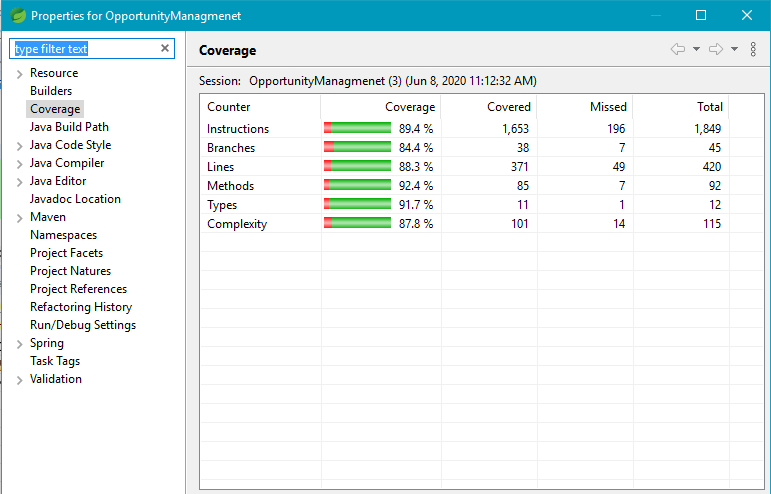 Properties for OpportunityManagmenet
type filter text
Resource
Builders
Coverage
Java Build Path
Java Code Style
Java Compiler
Java Editor
Javadoc Location
Maven
Namespaces
Project Facets
Project Natures
Project References
Refactoring History
Run/Debug Settings
Spring
Task Tags
Validation
Coverage
Session: OpportunityManagmenet (3) (Jun 8, 2020 11:12:32 AM)
Counter Coverage Covered Missed Total
Instructions 89.4 % 1,653 196 1,849
Branches 84.4 % 38 7 45
Lines 88.3 % 371 49 420
Methods 92.4 % 85 7 92
Types 91.7 % 11 1 12
Complexity 87.8 % 101 14 115